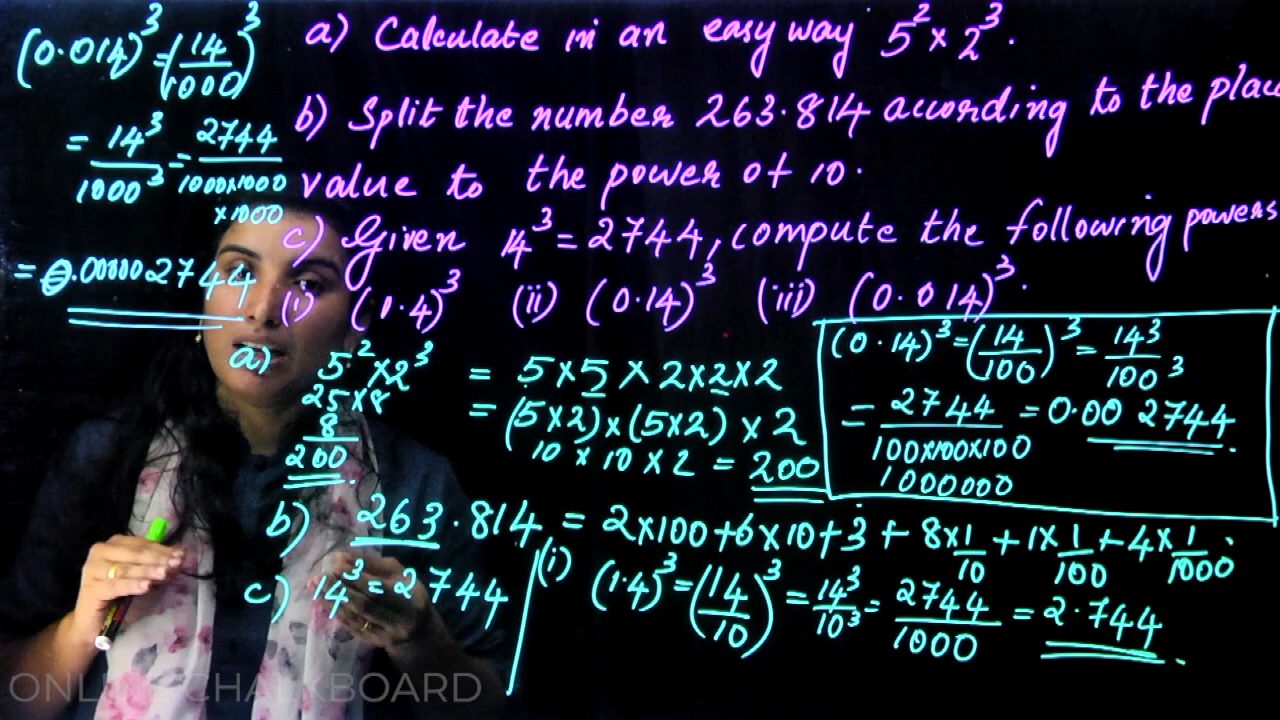 a) Calculate in an easy way 5² × 2³.
b) Split the number 263.814 according to the plac
value to the power of 10.
c) Given 14³ = 2744, compute the following powers
(i) (1.4)³ (ii) (0.14)³ (iii) (0.014)³.
(0.014)³ = (14/1000)³
= 14³/1000³ = 2744/1000×1000
×1000
= 0.000002744
a) 5² × 2³ = 5 × 5 × 2 × 2 × 2
25 × 8
8
200.
= (5×2) × (5×2) × 2
10 × 10 × 2 = 200
(0.14)³ = (14/100)³ = 14³/100³
= 2744/100×100×100 = 0.002744.
1000000
b) 263.814 = 2×100+6×10+3 + 8×1/10 + 1×1/100 + 4×1/1000.
c) 14³ = 2744
(i) (1.4)³ = (14/10)³ = 14³/10³ = 2744/1000 = 2.744.
ONLINE CHALKBOARD